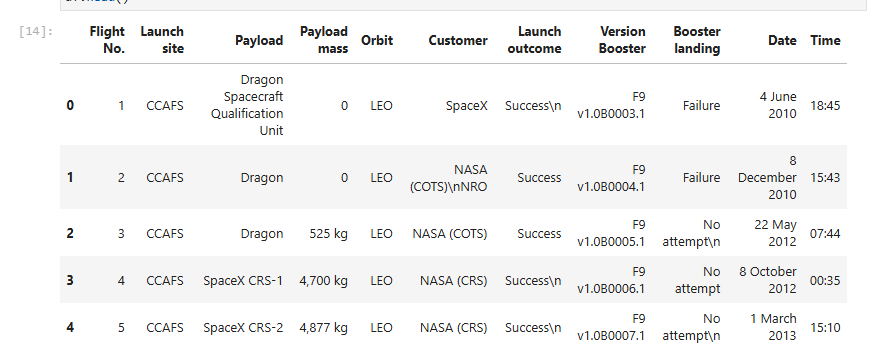 [14]:
Flight No. Launch site Payload Payload mass Orbit Customer Launch outcome Version Booster Booster landing Date Time
0 1 CCAFS Dragon Spacecraft Qualification Unit 0 LEO SpaceX Success\n F9 v1.0B0003.1 Failure 4 June 2010 18:45
1 2 CCAFS Dragon 0 LEO NASA (COTS)\nNRO Success F9 v1.0B0004.1 Failure 8 December 2010 15:43
2 3 CCAFS Dragon 525 kg LEO NASA (COTS) Success F9 v1.0B0005.1 No attempt\n 22 May 2012 07:44
3 4 CCAFS SpaceX CRS-1 4,700 kg LEO NASA (CRS) Success\n F9 v1.0B0006.1 No attempt 8 October 2012 00:35
4 5 CCAFS SpaceX CRS-2 4,877 kg LEO NASA (CRS) Success\n F9 v1.0B0007.1 No attempt\n 1 March 2013 15:10